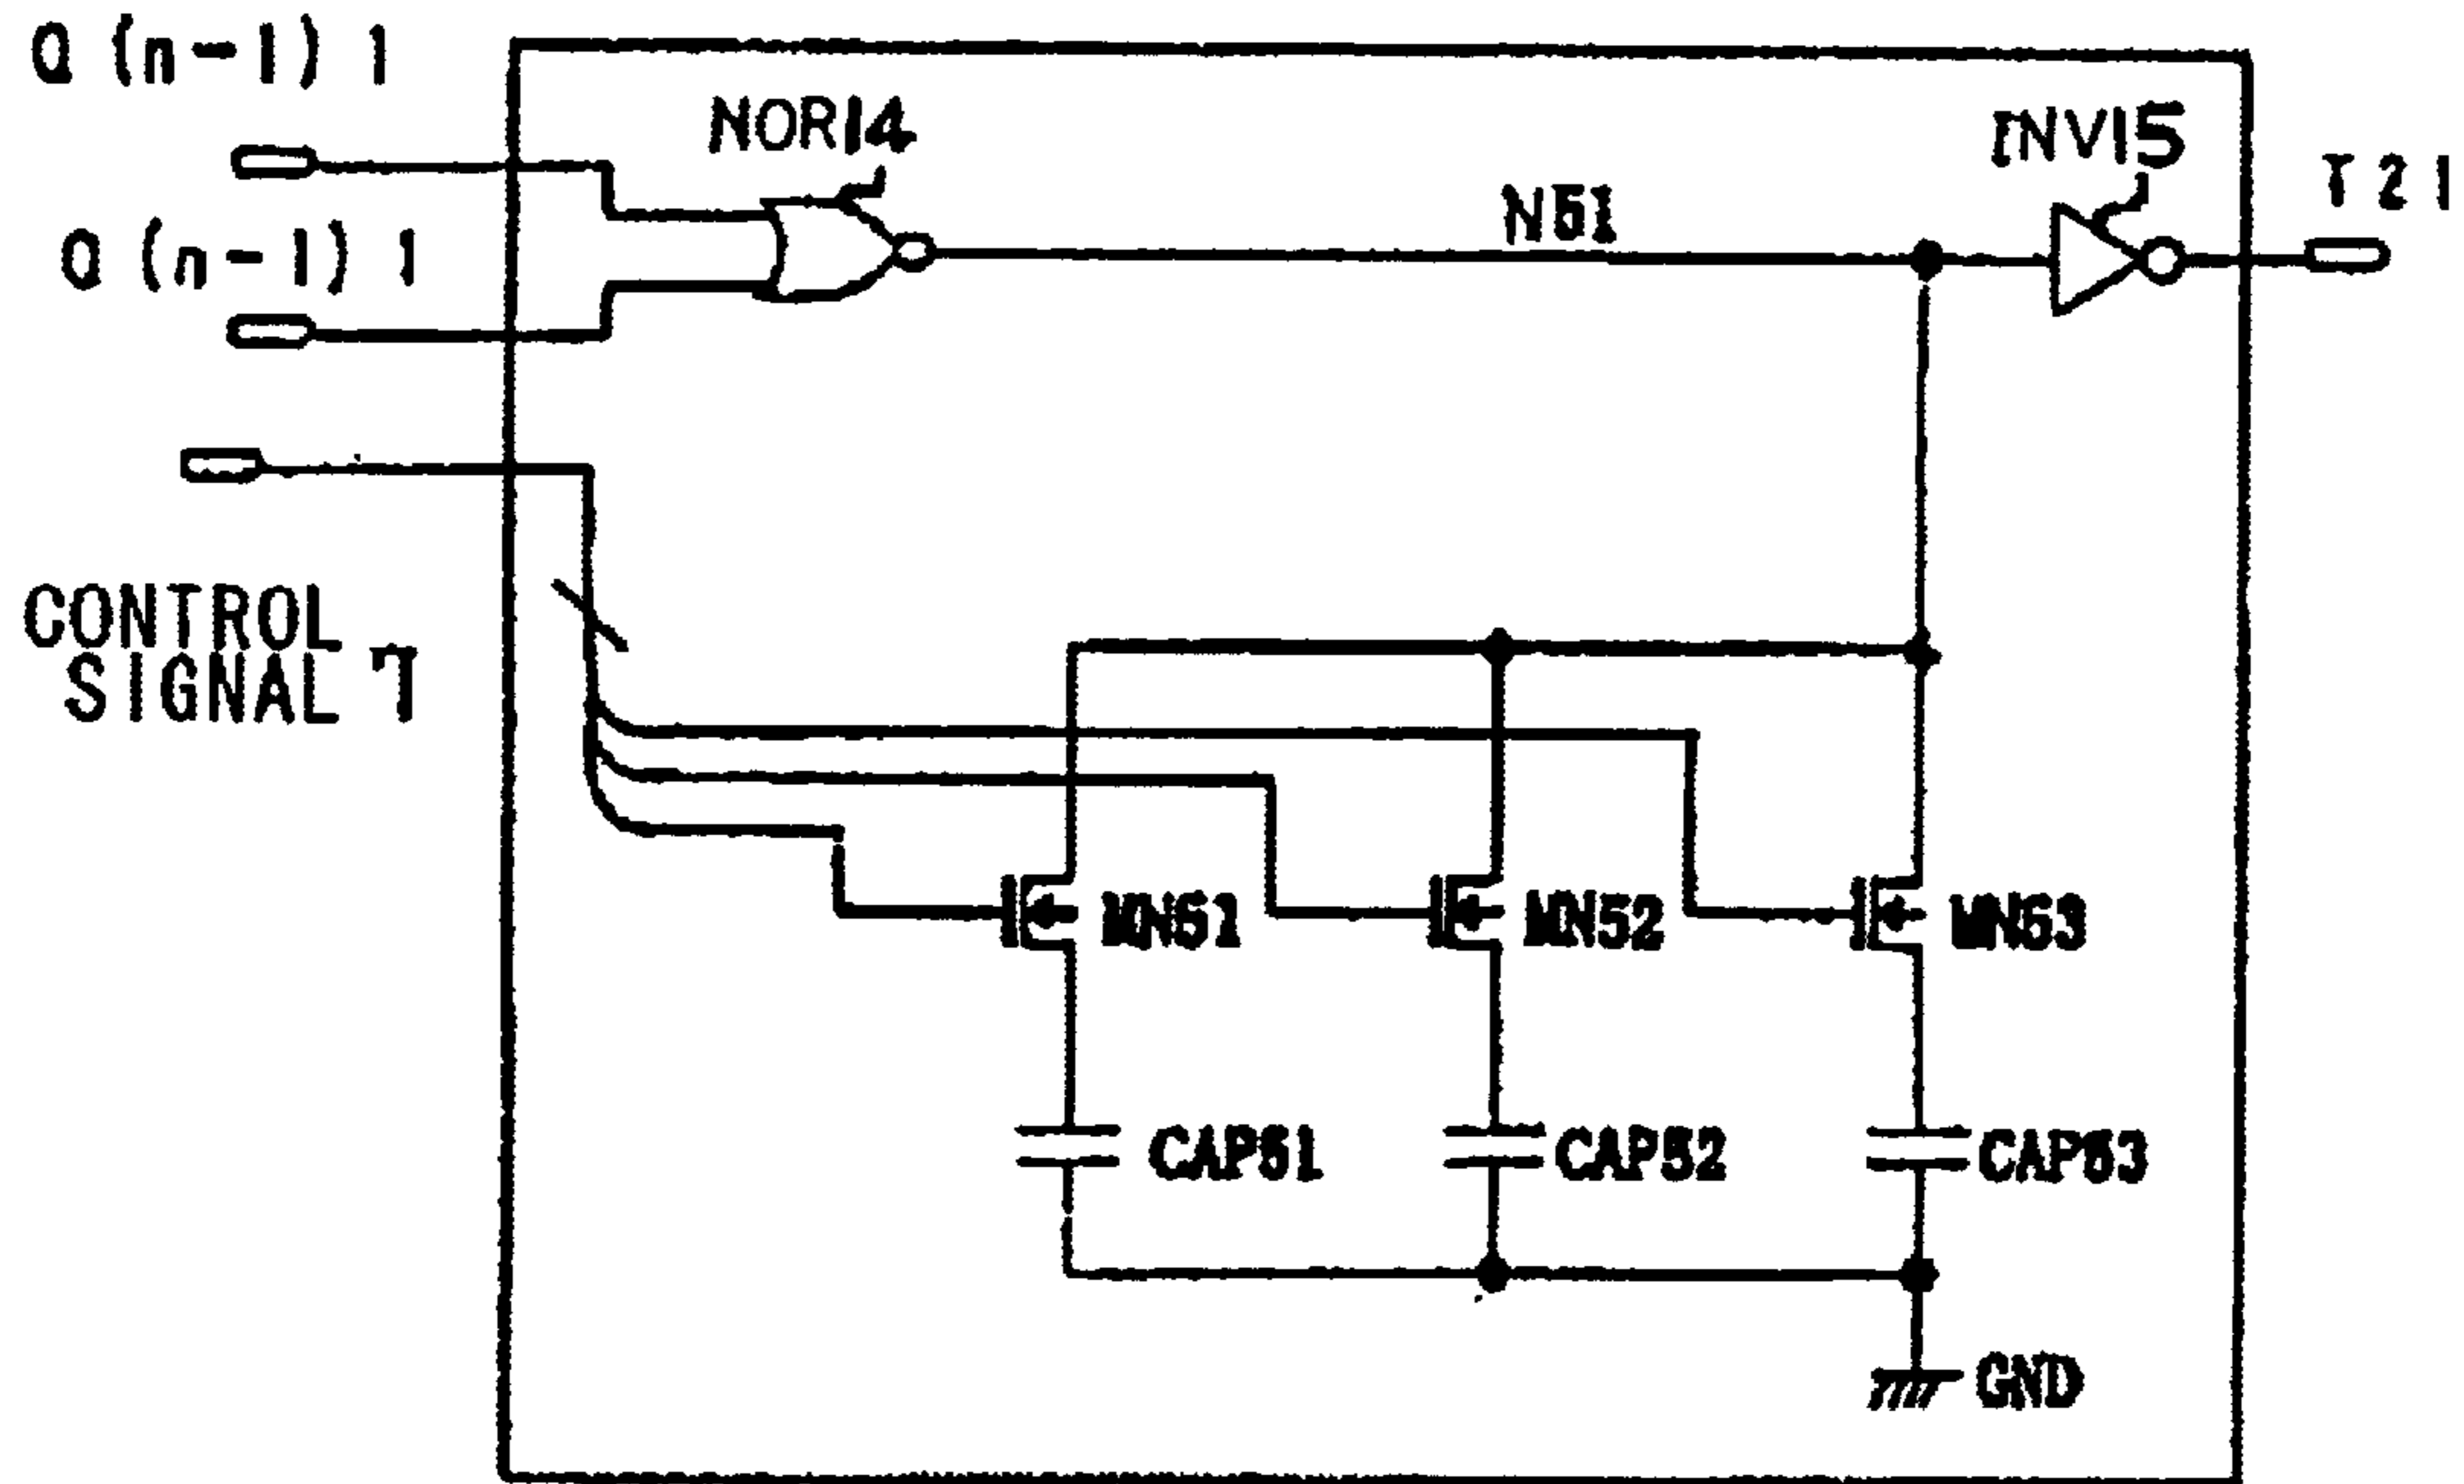 Q (n-1) 1
NOR14
INV15
T21
N51
Q (n-1) 1
CONTROL
SIGNAL 7
MN51
MN52
MN53
CAP51
CAP52
CAP53
GND